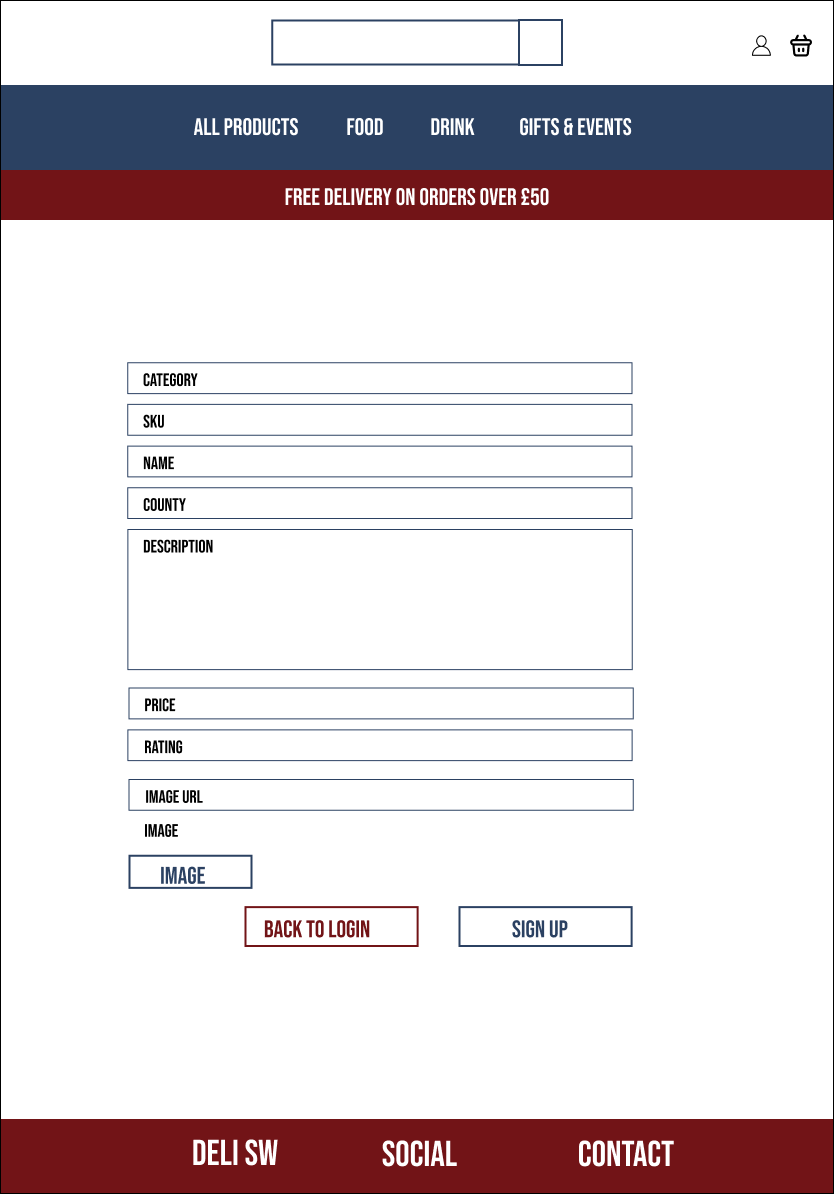 ALL PRODUCTS FOOD DRINK GIFTS & EVENTS
FREE DELIVERY ON ORDERS OVER £50
CATEGORY
SKU
NAME
COUNTY
DESCRIPTION
PRICE
RATING
IMAGE URL
IMAGE
IMAGE
BACK TO LOGIN SIGN UP
DELI SW SOCIAL CONTACT